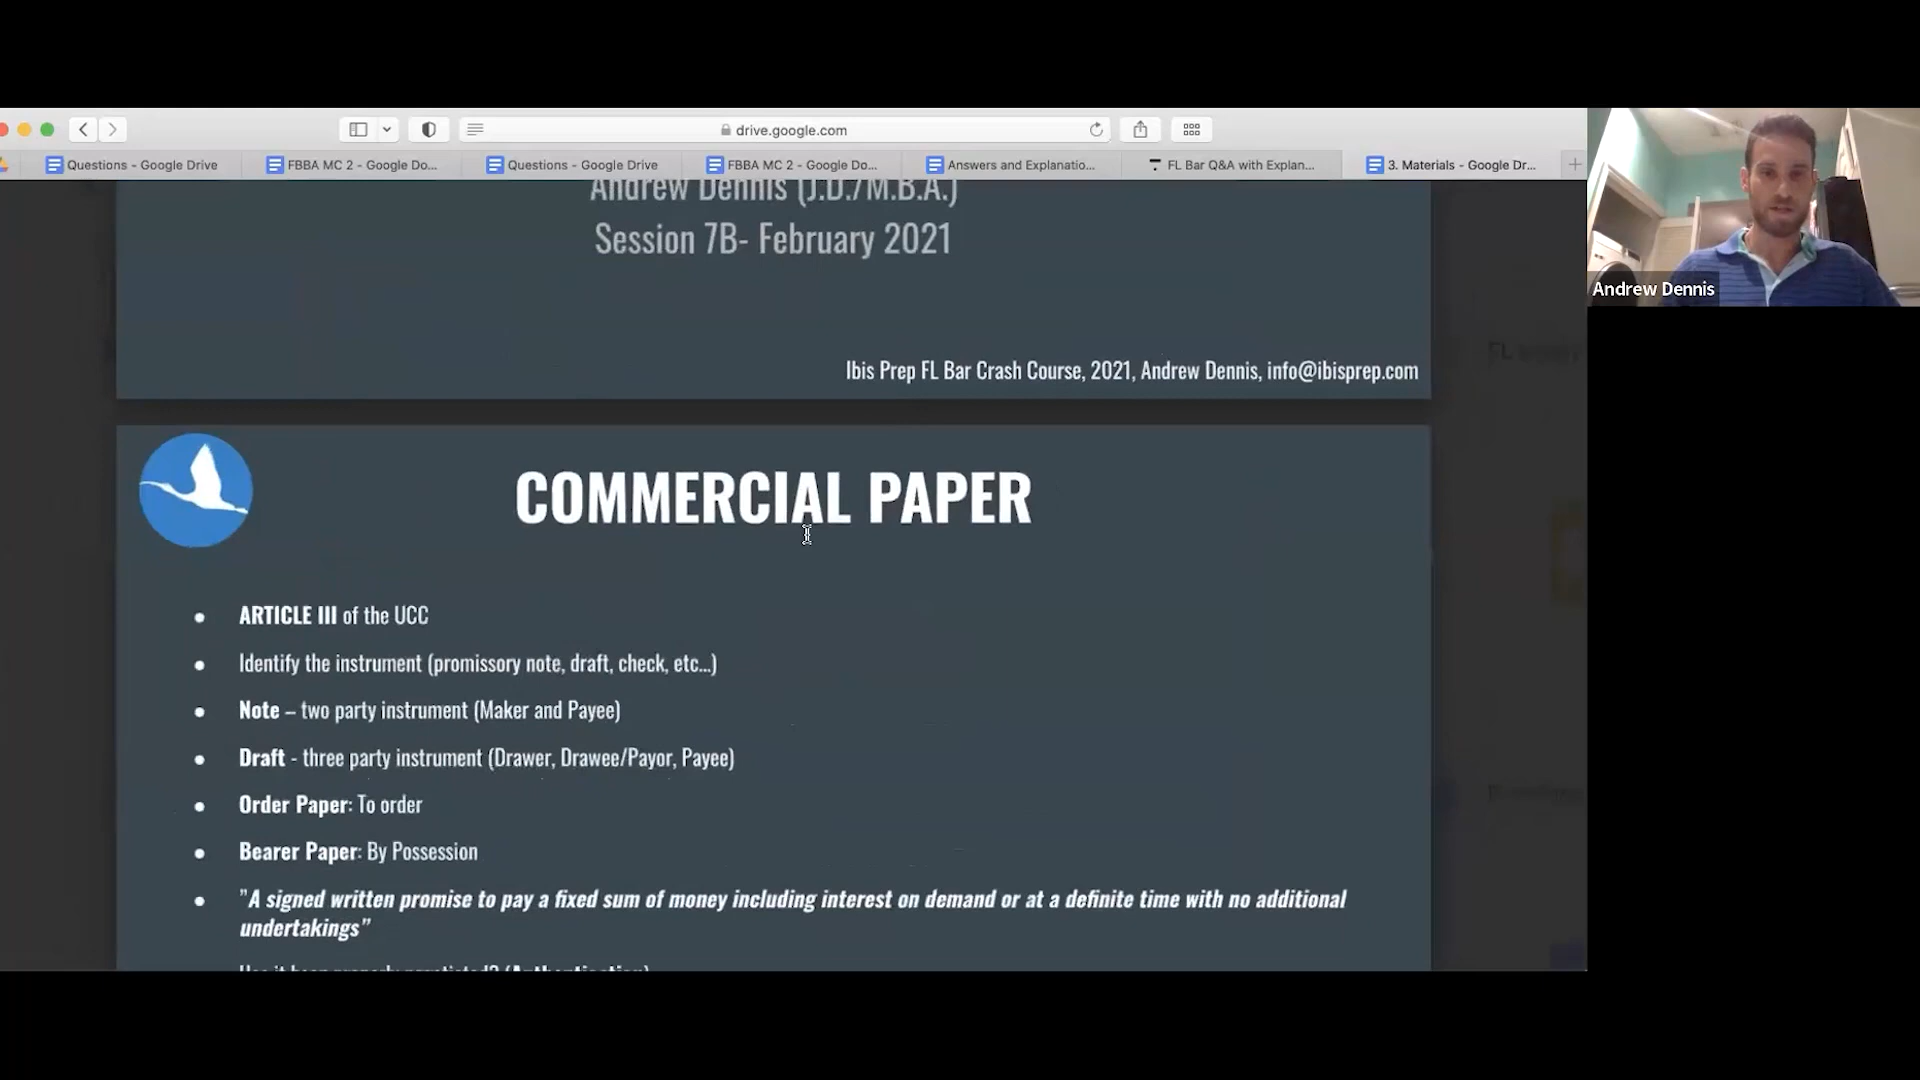 drive.google.com
Questions - Google Drive
FBBA MC 2 - Google Do...
Questions - Google Drive
FBBA MC 2 - Google Do...
Answers and Explanatio...
FL Bar Q&A with Explan...
3. Materials - Google Dr...
Andrew Dennis (J.D./M.B.A.)
Session 7B- February 2021
Andrew Dennis
Ibis Prep FL Bar Crash Course, 2021, Andrew Dennis, info@ibisprep.com
COMMERCIAL PAPER
● ARTICLE III of the UCC
● Identify the instrument (promissory note, draft, check, etc...)
● Note – two party instrument (Maker and Payee)
● Draft - three party instrument (Drawer, Drawee/Payor, Payee)
● Order Paper: To order
● Bearer Paper: By Possession
● "A signed written promise to pay a fixed sum of money including interest on demand or at a definite time with no additional
undertakings”